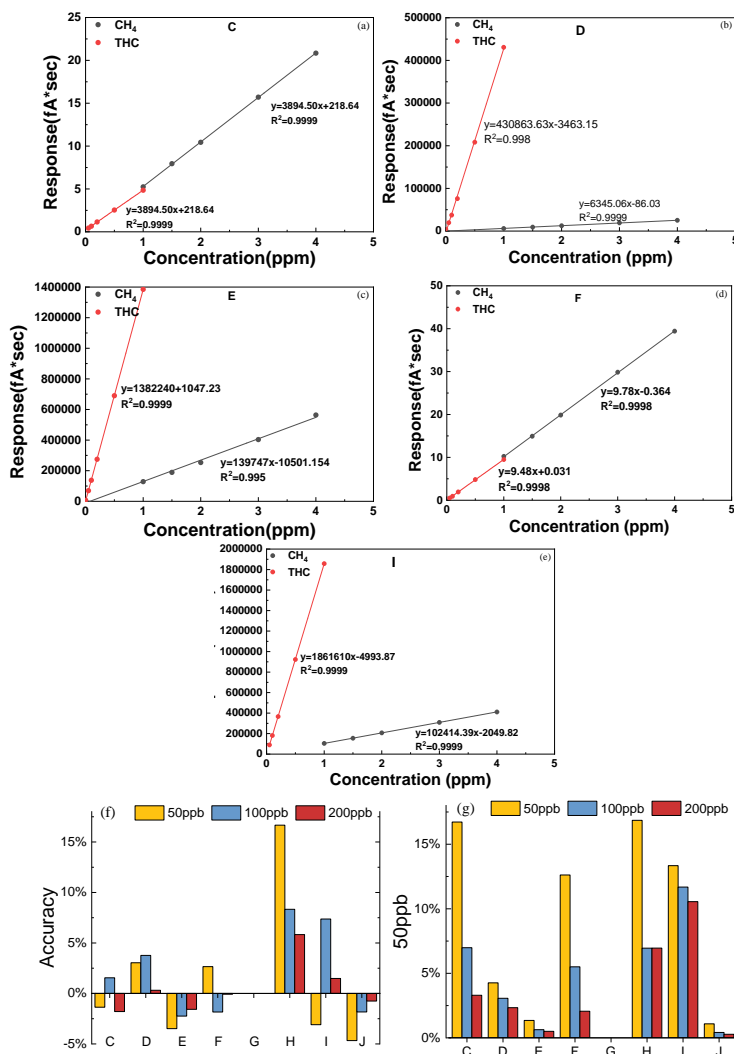 CH4
THC
C
(a)
Response(fA*sec)
25
20
15
10
5
0
y=3894.50x+218.64
R2=0.9999
y=3894.50x+218.64
R2=0.9999
0 1 2 3 4 5
Concentration(ppm)
CH4
THC
D
(b)
Response(fA*sec)
500000
400000
300000
200000
100000
0
y=430863.63x-3463.15
R2=0.998
y=6345.06x-86.03
R2=0.9999
0 1 2 3 4 5
Concentration (ppm)
CH4
THC
E
(c)
Response(fA*sec)
1400000
1200000
1000000
800000
600000
400000
200000
0
y=1382240+1047.23
R2=0.9999
y=139747x-10501.154
R2=0.995
0 1 2 3 4 5
Concentration(ppm)
CH4
THC
F
(d)
Response(fA*sec)
50
40
30
20
10
0
y=9.78x-0.364
R2=0.9998
y=9.48x+0.031
R2=0.9998
0 1 2 3 4 5
Concentration (ppm)
CH4
THC
I
(e)
2000000
1800000
1600000
1400000
1200000
1000000
800000
600000
400000
200000
0
y=1861610x-4993.87
R2=0.9999
y=102414.39x-2049.82
R2=0,9999
0 1 2 3 4 5
Concentration (ppm)
(f) 50ppb 100ppb 200ppb
Accuracy
15%
10%
5%
0%
-5%
C D E F G H I J
50ppb 100ppb 200ppb (g)
50ppb
15%
10%
5%
0%
C D E F G H I J